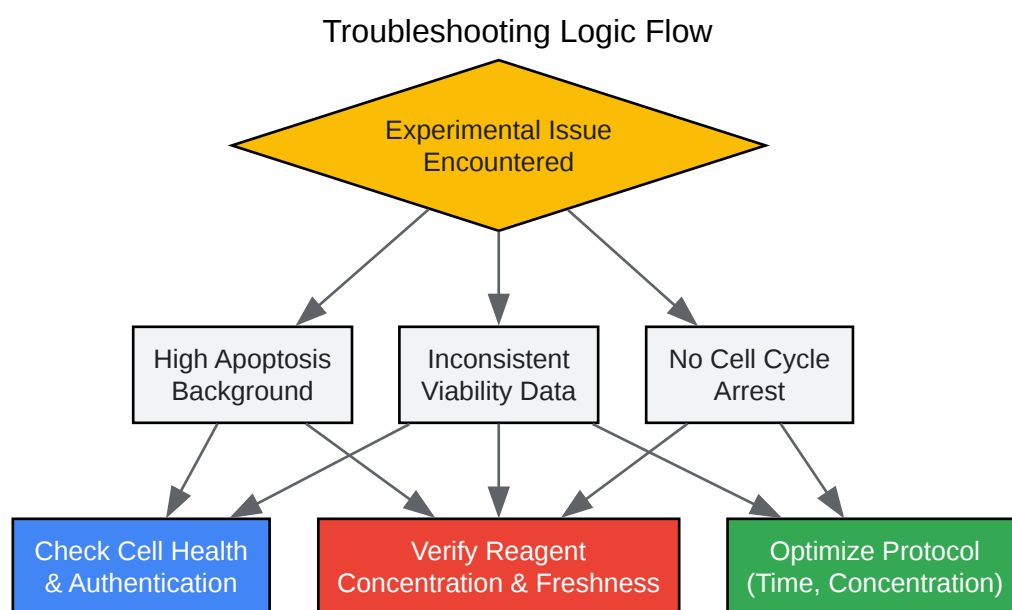 Troubleshooting Logic Flow
Experimental Issue
Encountered
High Apoptosis
Background
Inconsistent
Viability Data
No Cell Cycle
Arrest
Check Cell Health
& Authentication
Verify Reagent
Concentration & Freshness
Optimize Protocol
(Time, Concentration)